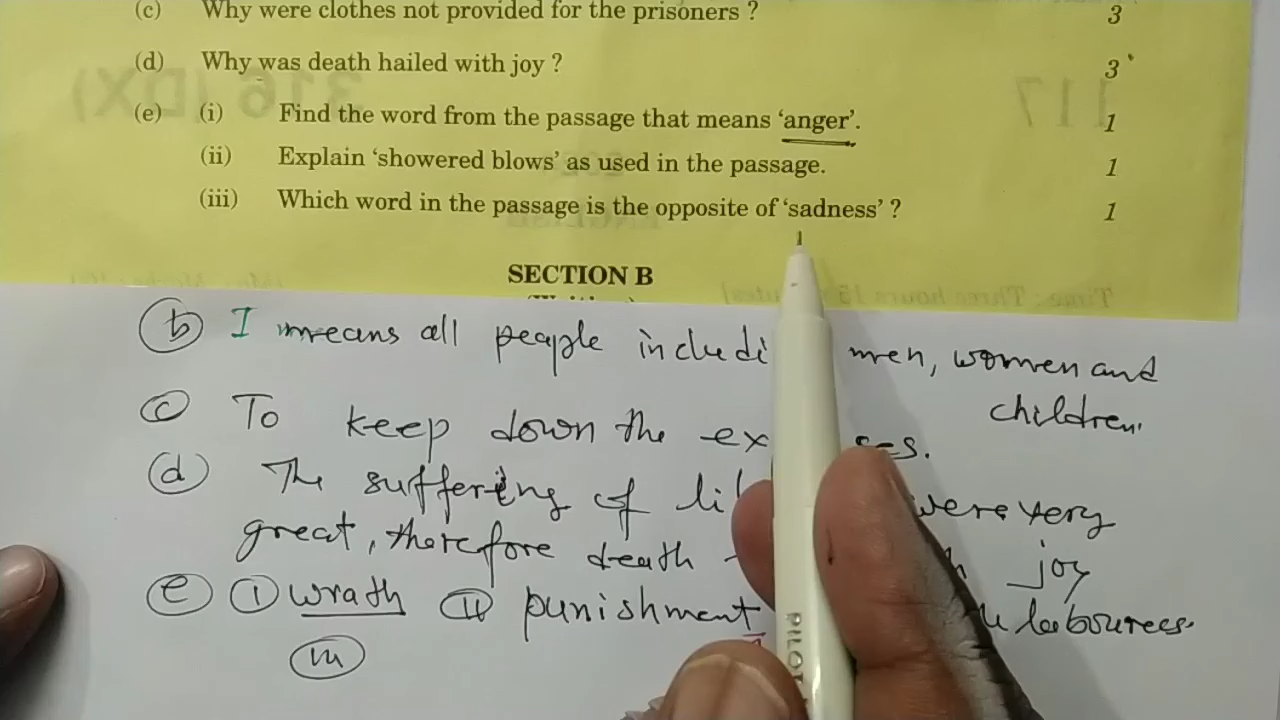 (c) Why were clothes not provided for the prisoners ? 3
(d) Why was death hailed with joy ? 3
(e) (i) Find the word from the passage that means ‘anger’. 1
(ii) Explain ‘showered blows’ as used in the passage. 1
(iii) Which word in the passage is the opposite of ‘sadness’ ? 1
SECTION B
(b) I means all people includi men, women and
children.
(c) To keep down the ex ses.
(d) The suffering of li were very
great, therefore death joy
(e) (i) wrath (ii) punishment labourers.
(iii)
PILOT